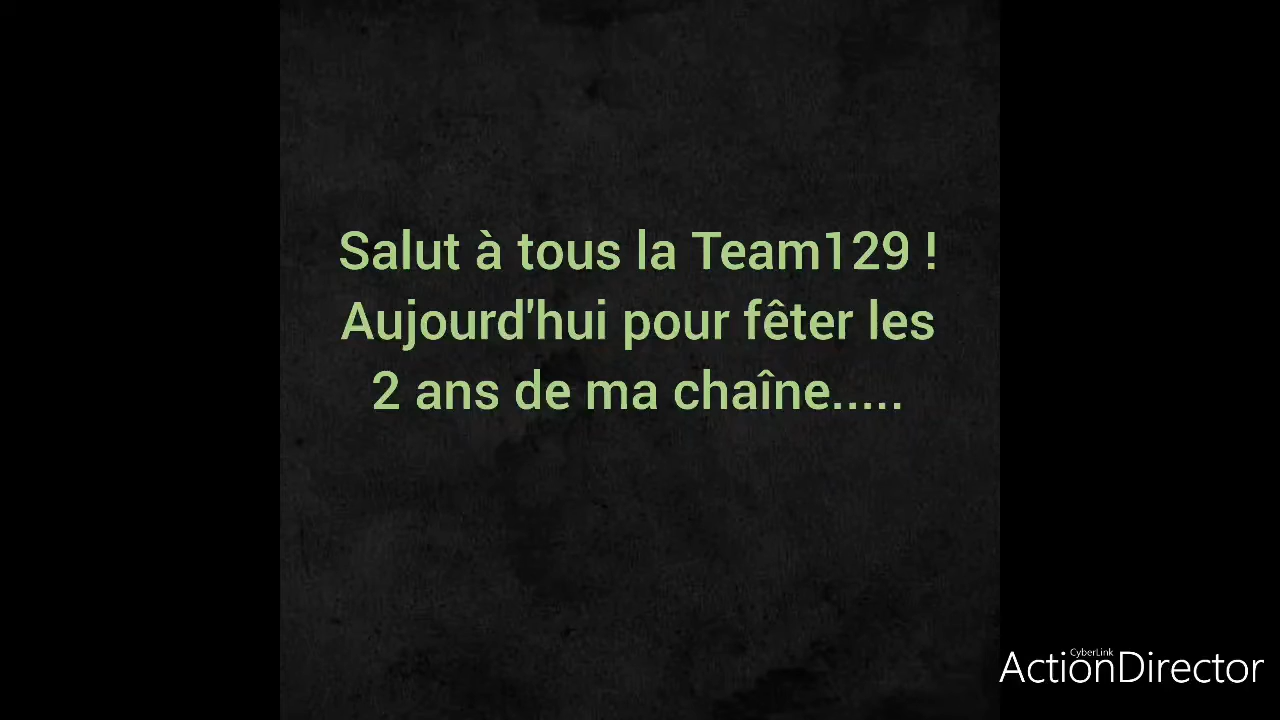 Salut à tous la Team129 !
Aujourd'hui pour fêter les
2 ans de ma chaîne.....
CyberLink
ActionDirector